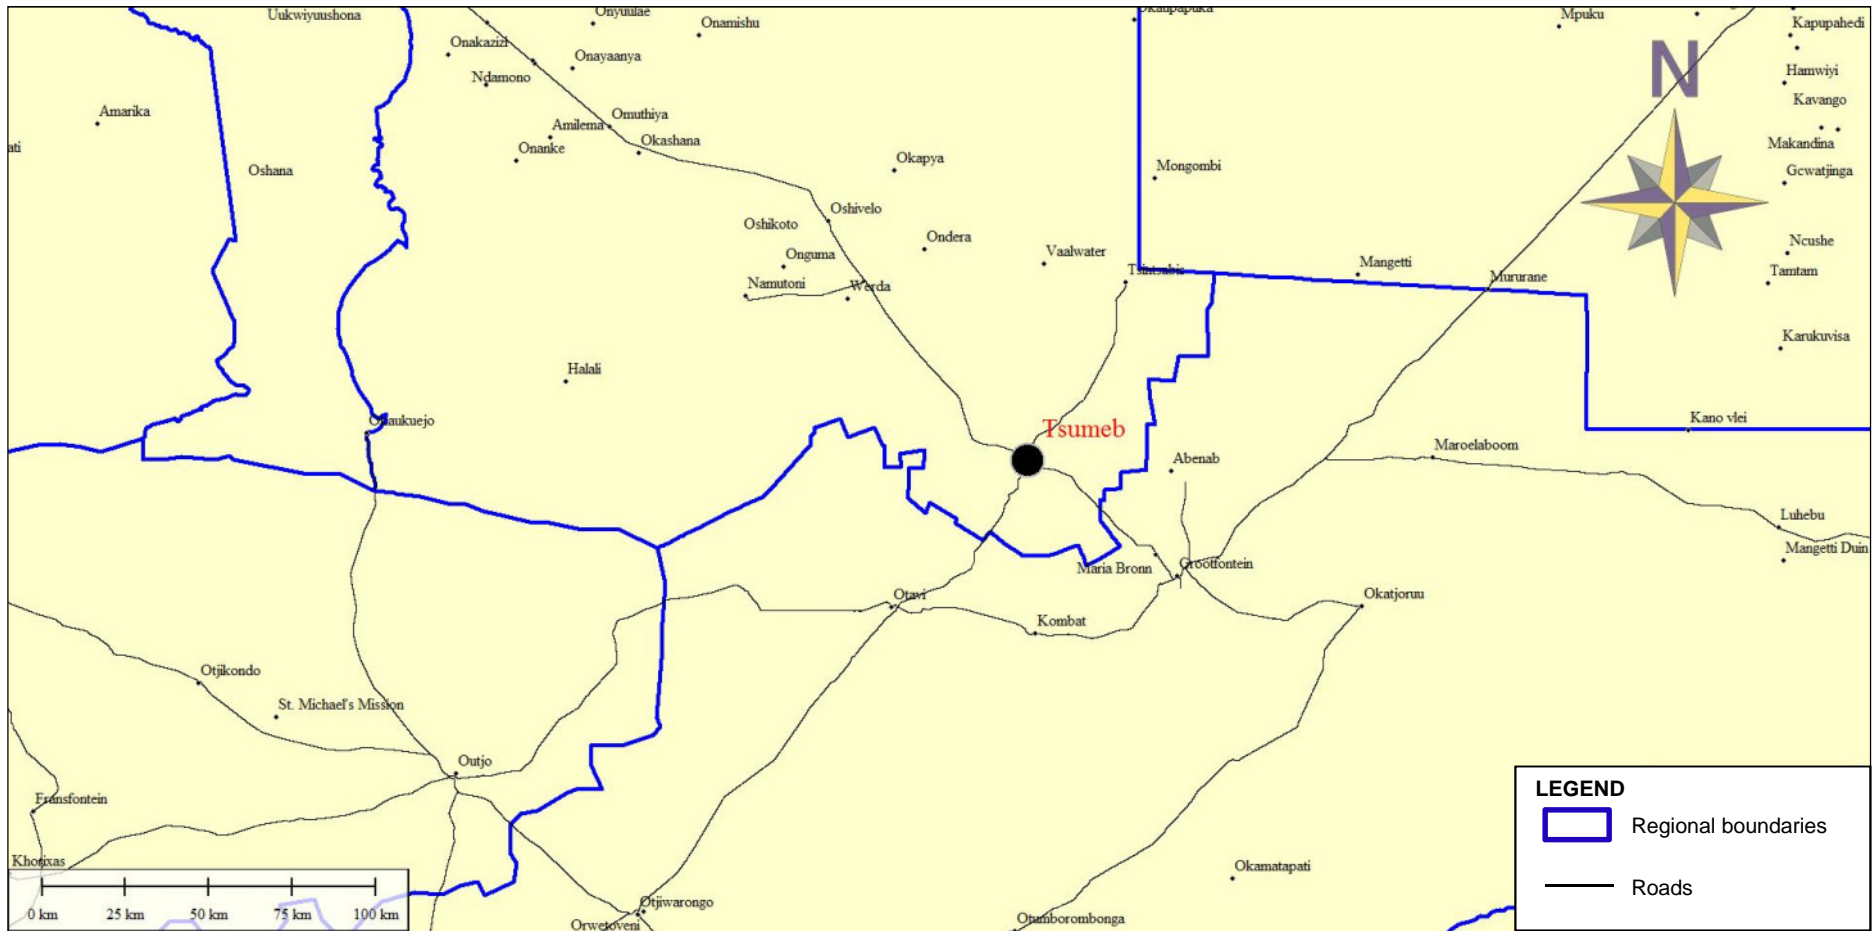 Uukwiyuushona
Onyuulae
Onamishu
Okaupapuka
Mpuku
Kapupahedi
Onakazizi
Onayaanya
N
Ndamono
Hamwiyi
Amarika
Omuthiya
Kavango
Amilema
ati
Onanke
Okashana
Makandina
Oshana
Okapya
Mongombi
Gcwatjinga
Oshivelo
Oshikoto
Ondera
Ncushe
Onguma
Vaalwater
Mangetti
Tamtam
Namutoni
Werda
Tsintsabis
Mururane
Karukuvisa
Halali
Okaukuejo
Kano vlei
Tsumeb
Maroelaboom
Abenab
Luhebu
Mangetti Duin
Maria Bronn
Grootfontein
Otavi
Okatjoruu
Kombat
Otjikondo
St. Michael's Mission
Outjo
Fransfontein
Khorixas
Okamatapati
Otjiwarongo
Orwetoveni
Otumborombonga
0 km 25 km 50 km 75 km 100 km
LEGEND
Regional boundaries
Roads